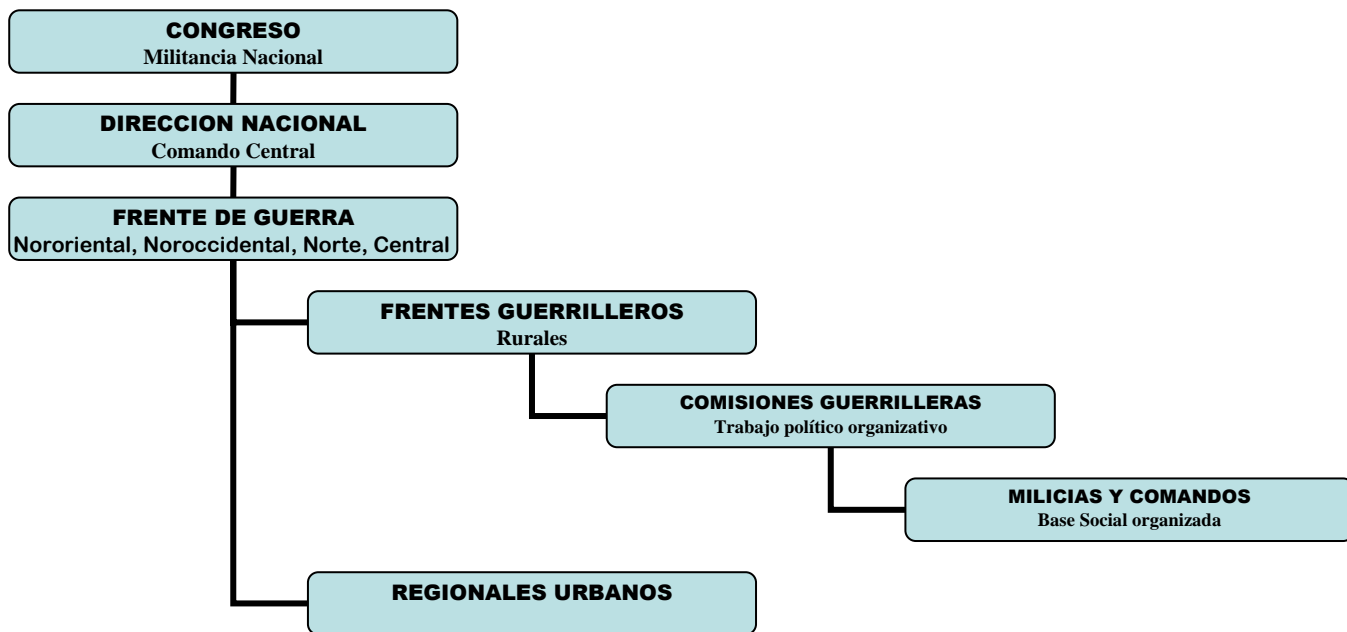 CONGRESO
Militancia Nacional
DIRECCION NACIONAL
Comando Central
FRENTE DE GUERRA
Nororiental, Noroccidental, Norte, Central
FRENTES GUERRILLEROS
Rurales
COMISIONES GUERRILLERAS
Trabajo político organizativo
MILICIAS Y COMANDOS
Base Social organizada
REGIONALES URBANOS